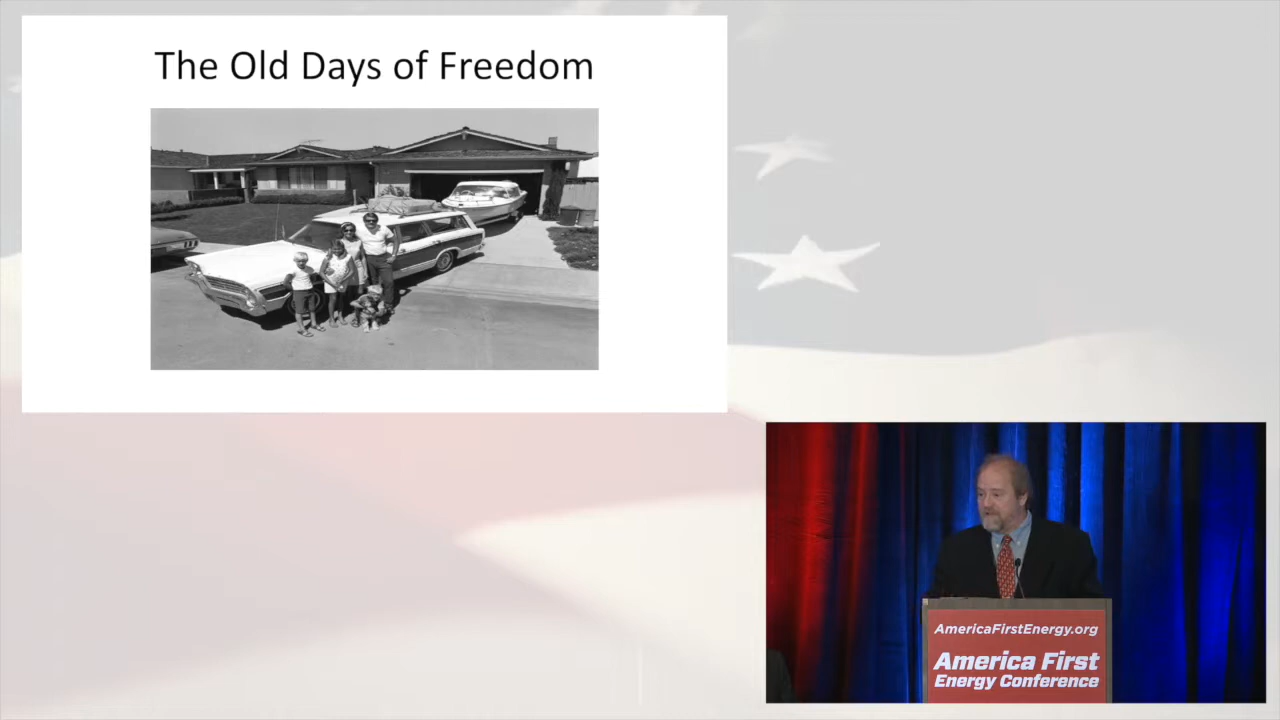 The Old Days of Freedom
AmericaFirstEnergy.org
America First
Energy Conference